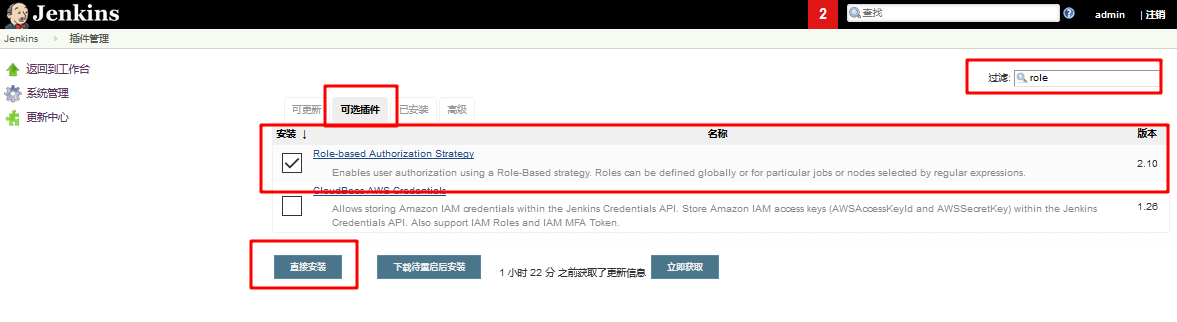 Jenkins
2
查找
admin
| 注销
Jenkins
插件管理
返回到工作台
系统管理
更新中心
过滤: role
可更新
可选插件
已安装
高级
安装 ↓
名称
版本
Role-based Authorization Strategy
2.10
Enables user authorization using a Role-Based strategy. Roles can be defined globally or for particular jobs or nodes selected by regular expressions.
CloudBees AWS Credentials
1.26
Allows storing Amazon IAM credentials within the Jenkins Credentials API. Store Amazon IAM access keys (AWSAccessKeyId and AWSSecretKey) within the Jenkins
Credentials API. Also support IAM Roles and IAM MFA Token.
直接安装
下载待重启后安装
1 小时 22 分 之前获取了更新信息
立即获取